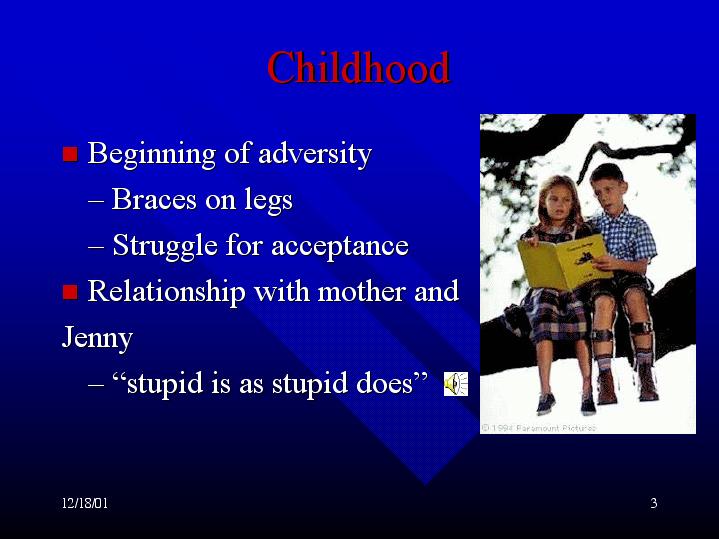 Childhood
■ Beginning of adversity
– Braces on legs
– Struggle for acceptance
■ Relationship with mother and
Jenny
– “stupid is as stupid does”
© 1994 Paramount Pictures
12/18/01
3